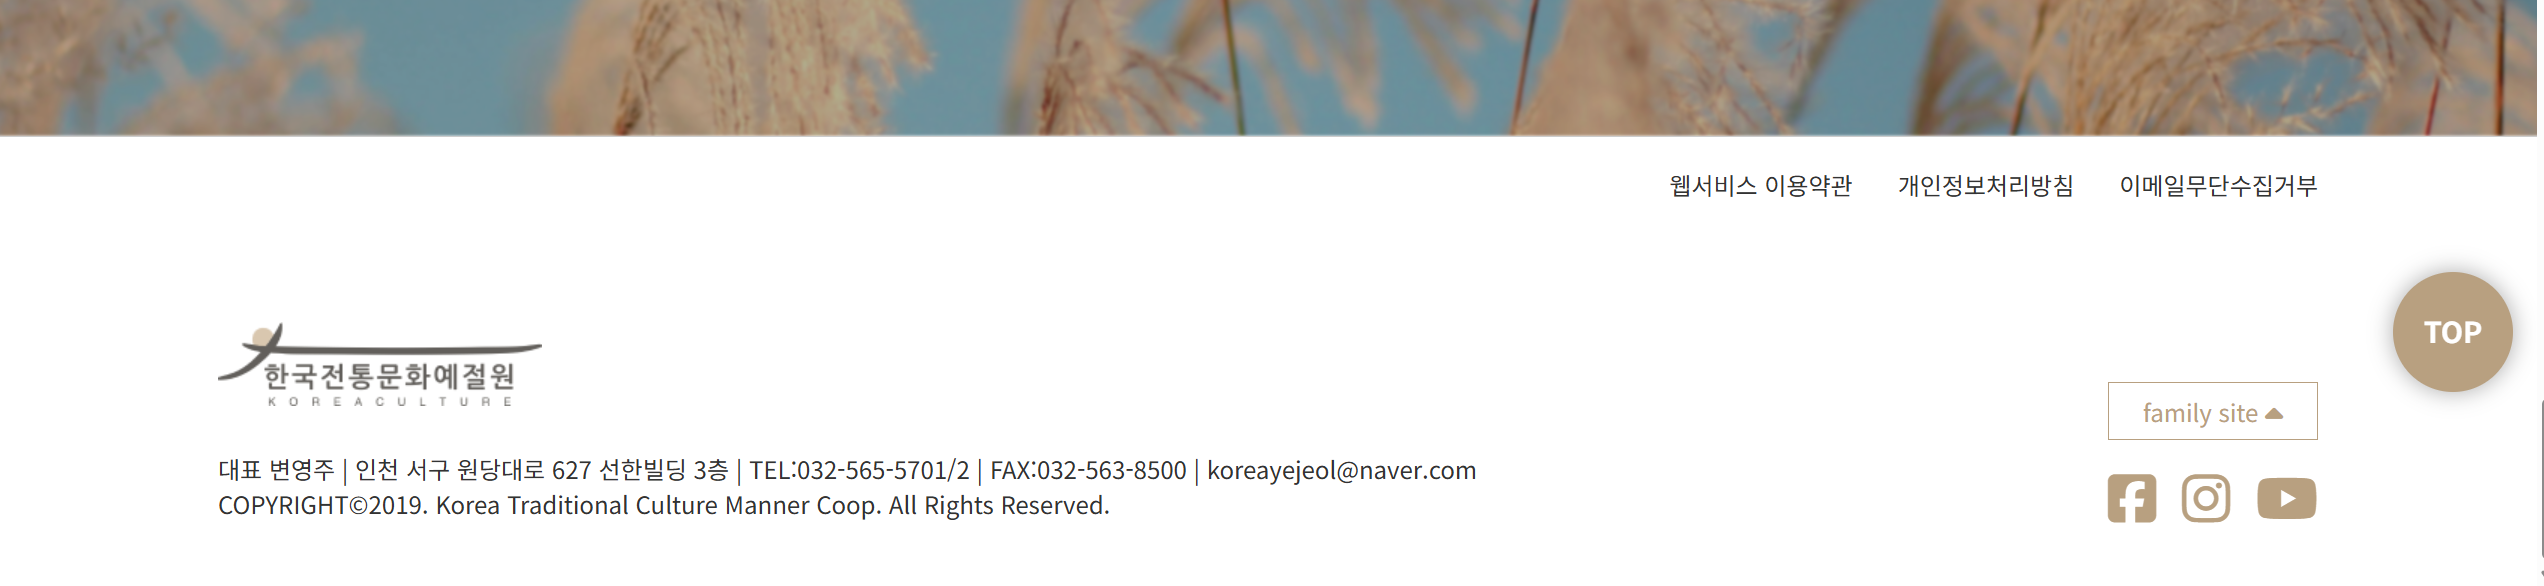 웹서비스 이용약관 개인정보처리방침 이메일무단수집거부
TOP
한국전통문화예절원
KOREACULTURE
family site
대표 변영주 | 인천 서구 원당대로 627 선한빌딩 3층 | TEL:032-565-5701/2 | FAX:032-563-8500 | koreayejeol@naver.com
COPYRIGHT©2019. Korea Traditional Culture Manner Coop. All Rights Reserved.